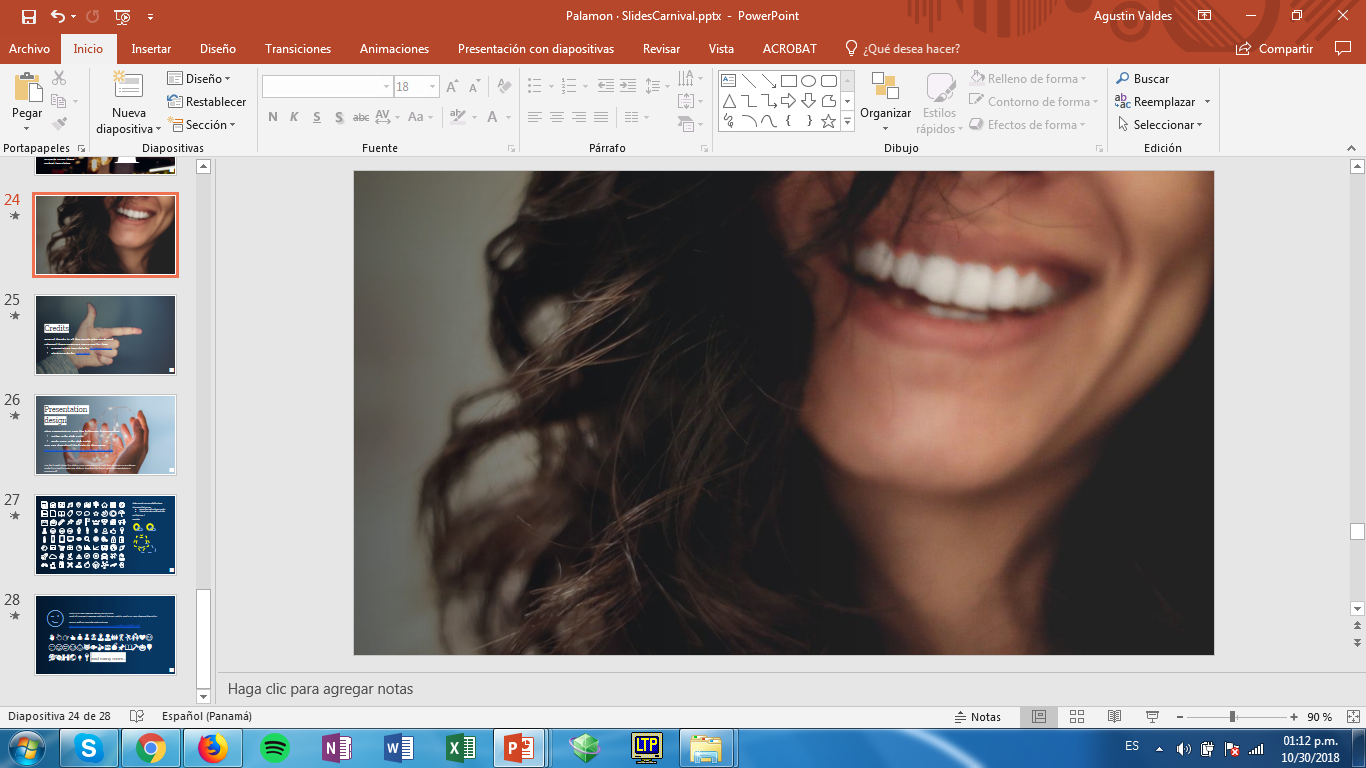 Palamon · SlidesCarnival.pptx - PowerPoint
Agustin Valdes
Archivo
Inicio
Insertar
Diseño
Transiciones
Animaciones
Presentación con diapositivas
Revisar
Vista
ACROBAT
¿Qué desea hacer?
Compartir
Pegar
Nueva
diapositiva
Diseño
Restablecer
Sección
18
N K S S abc AV Aa A
Organizar
Estilos
rápidos
Relleno de forma
Contorno de forma
Efectos de forma
Buscar
Reemplazar
Seleccionar
Portapapeles
Diapositivas
Fuente
Párrafo
Dibujo
Edición
24
25
Credits
26
Presentation
design
27
28
Haga clic para agregar notas
Diapositiva 24 de 28
Español (Panamá)
Notas
90 %
LTP
ES
01:12 p.m.
10/30/2018